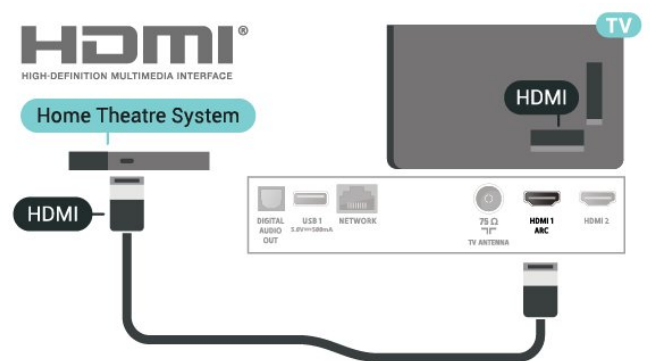 HDMI®
HIGH-DEFINITION MULTIMEDIA INTERFACE
TV
Home Theatre System
HDMI
HDMI
DIGITAL
AUDIO
OUT
USB 1
5.0V⎓500mA
NETWORK
75 Ω
TV ANTENNA
HDMI 1
ARC
HDMI 2